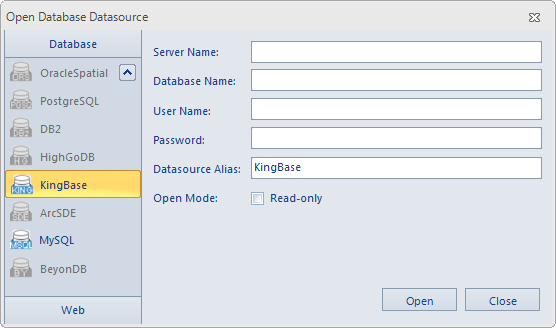 Open Database Datasource
Database
OracleSpatial
PostgreSQL
DB2
HighGoDB
KingBase
ArcSDE
MySQL
BeyonDB
Web
Server Name:
Database Name:
User Name:
Password:
Datasource Alias: KingBase
Open Mode: Read-only
Open Close